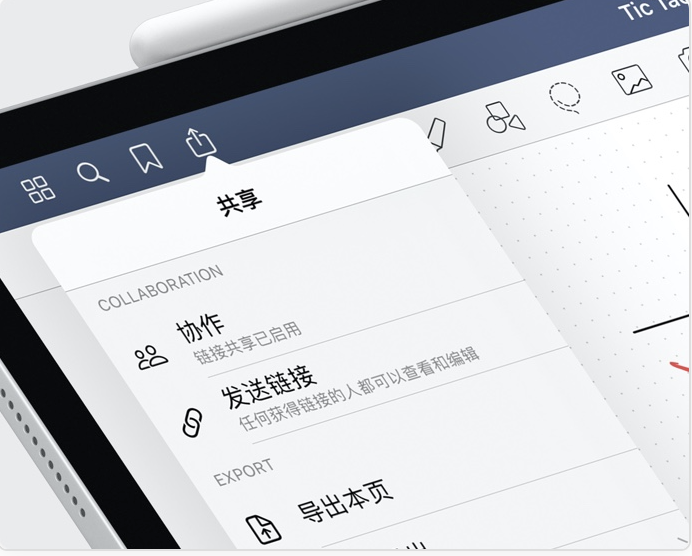 Tic Ta
共享
COLLABORATION
协作
链接共享已启用
发送链接
任何获得链接的人都可以查看和编辑
EXPORT
导出本页